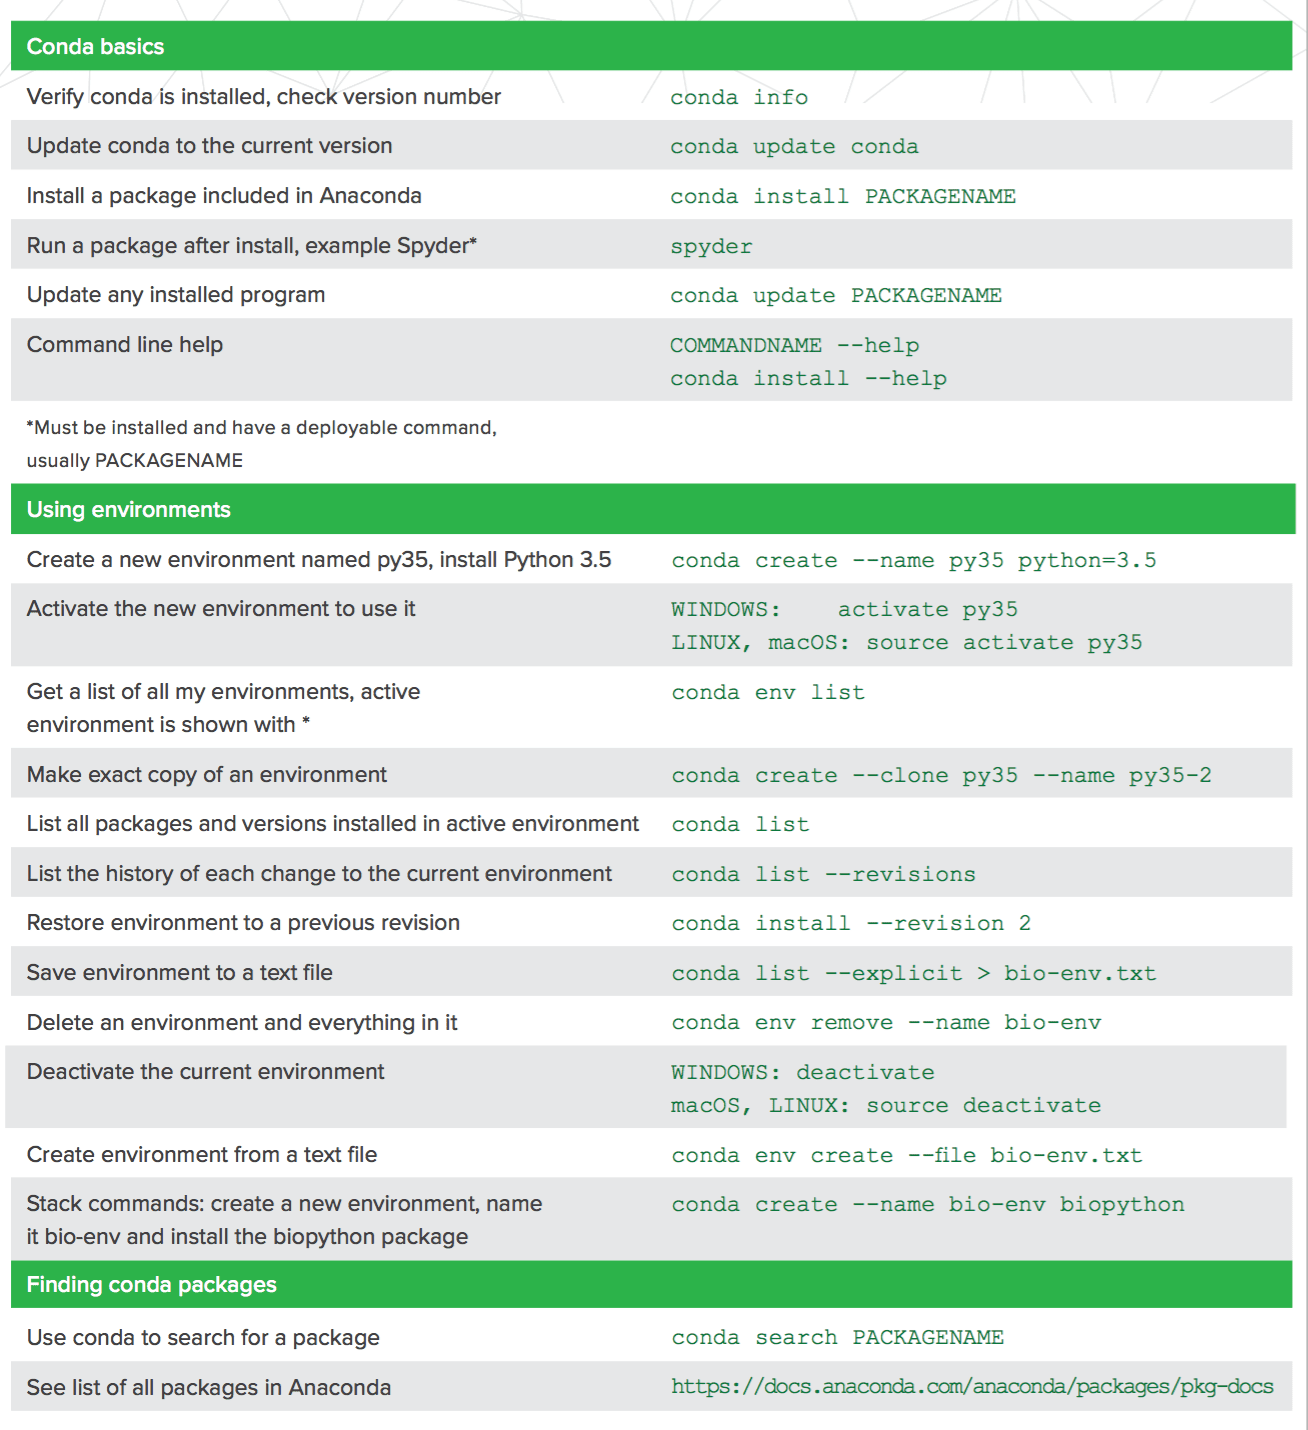 Conda basics
Verify conda is installed, check version number conda info
Update conda to the current version conda update conda
Install a package included in Anaconda conda install PACKAGENAME
Run a package after install, example Spyder* spyder
Update any installed program conda update PACKAGENAME
Command line help COMMANDNAME --help
conda install --help
*Must be installed and have a deployable command,
usually PACKAGENAME
Using environments
Create a new environment named py35, install Python 3.5 conda create --name py35 python=3.5
Activate the new environment to use it WINDOWS: activate py35
LINUX, macOS: source activate py35
Get a list of all my environments, active conda env list
environment is shown with *
Make exact copy of an environment conda create --clone py35 --name py35-2
List all packages and versions installed in active environment conda list
List the history of each change to the current environment conda list --revisions
Restore environment to a previous revision conda install --revision 2
Save environment to a text file conda list --explicit > bio-env.txt
Delete an environment and everything in it conda env remove --name bio-env
Deactivate the current environment WINDOWS: deactivate
macOS, LINUX: source deactivate
Create environment from a text file conda env create --file bio-env.txt
Stack commands: create a new environment, name conda create --name bio-env biopython
it bio-env and install the biopython package
Finding conda packages
Use conda to search for a package conda search PACKAGENAME
See list of all packages in Anaconda https://docs.anaconda.com/anaconda/packages/pkg-docs